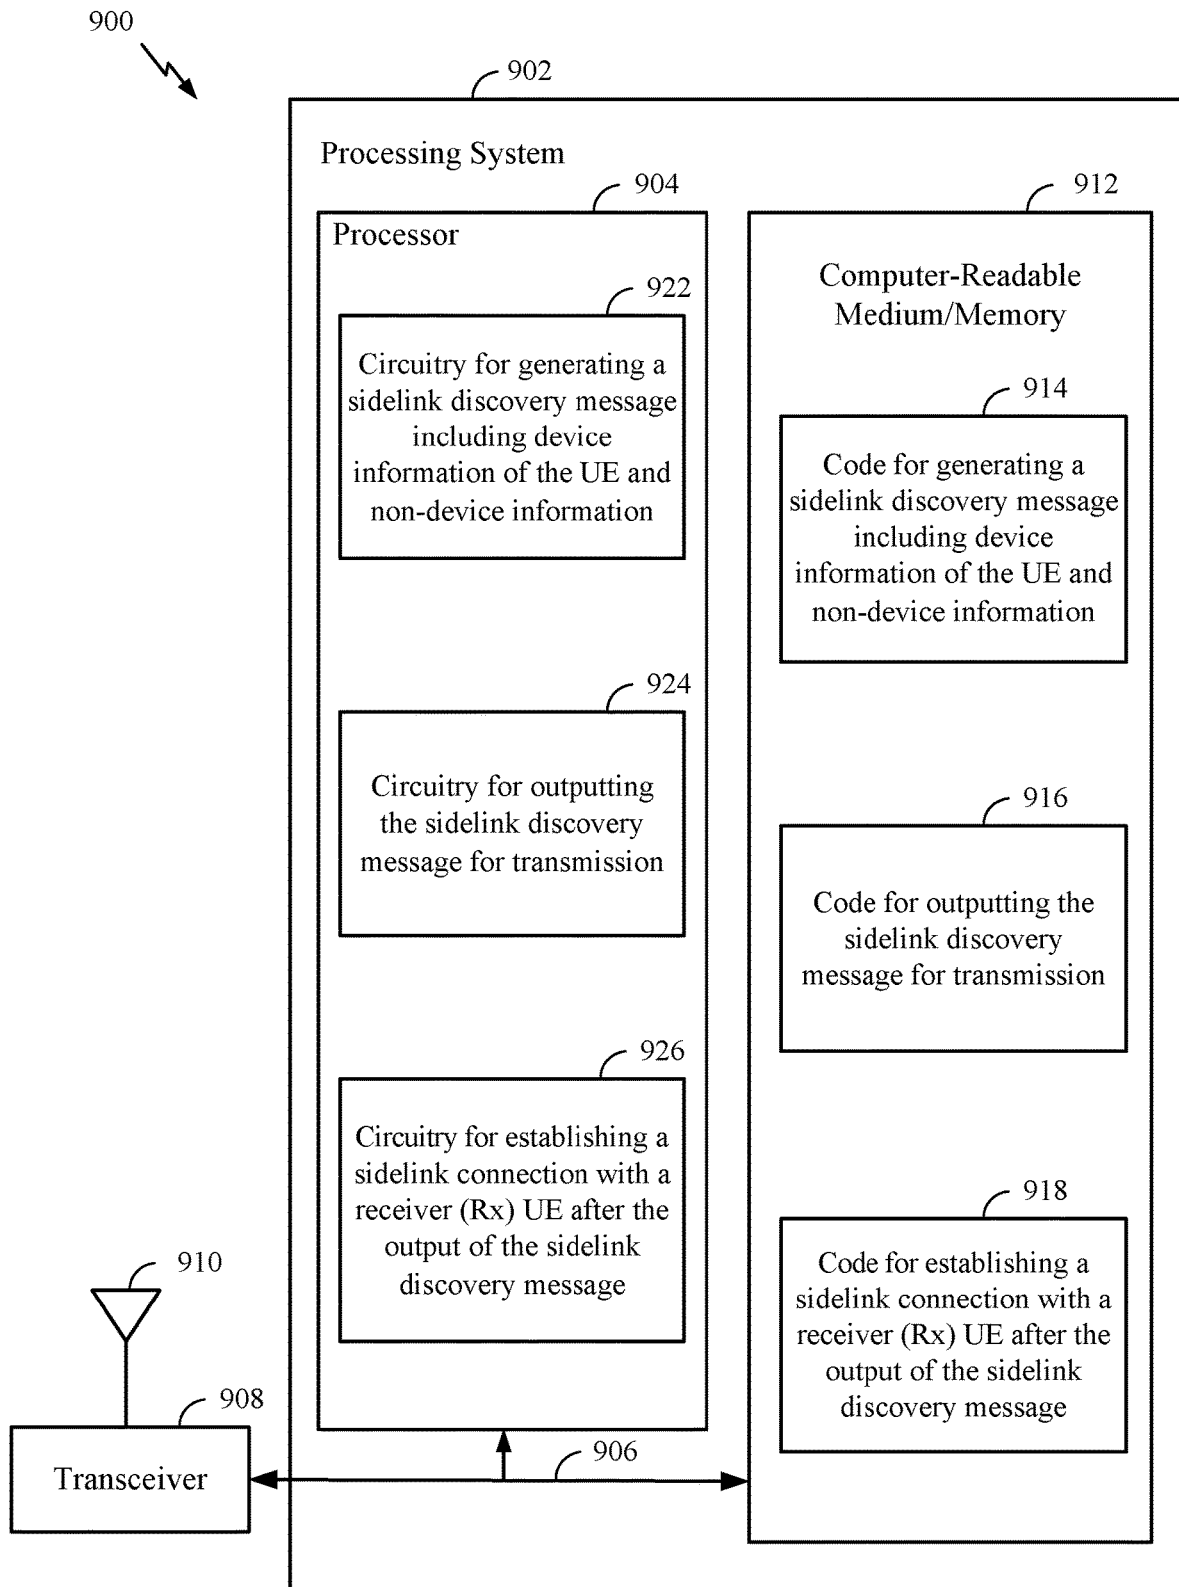 900
902
Processing System
904
Processor
922
Circuitry for generating a
sidelink discovery message
including device
information of the UE and
non-device information
924
Circuitry for outputting
the sidelink discovery
message for transmission
926
Circuitry for establishing a
sidelink connection with a
receiver (Rx) UE after the
output of the sidelink
discovery message
912
Computer-Readable
Medium/Memory
914
Code for generating a
sidelink discovery message
including device
information of the UE and
non-device information
916
Code for outputting the
sidelink discovery
message for transmission
918
Code for establishing a
sidelink connection with a
receiver (Rx) UE after the
output of the sidelink
discovery message
910
908
Transceiver
906